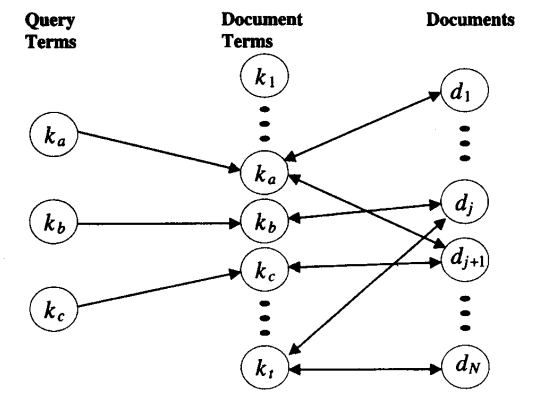 Query Terms
Document Terms
Documents
k_a
k_b
k_c
k_1
k_a
k_b
k_c
k_t
d_1
d_j
d_{j+1}
d_N